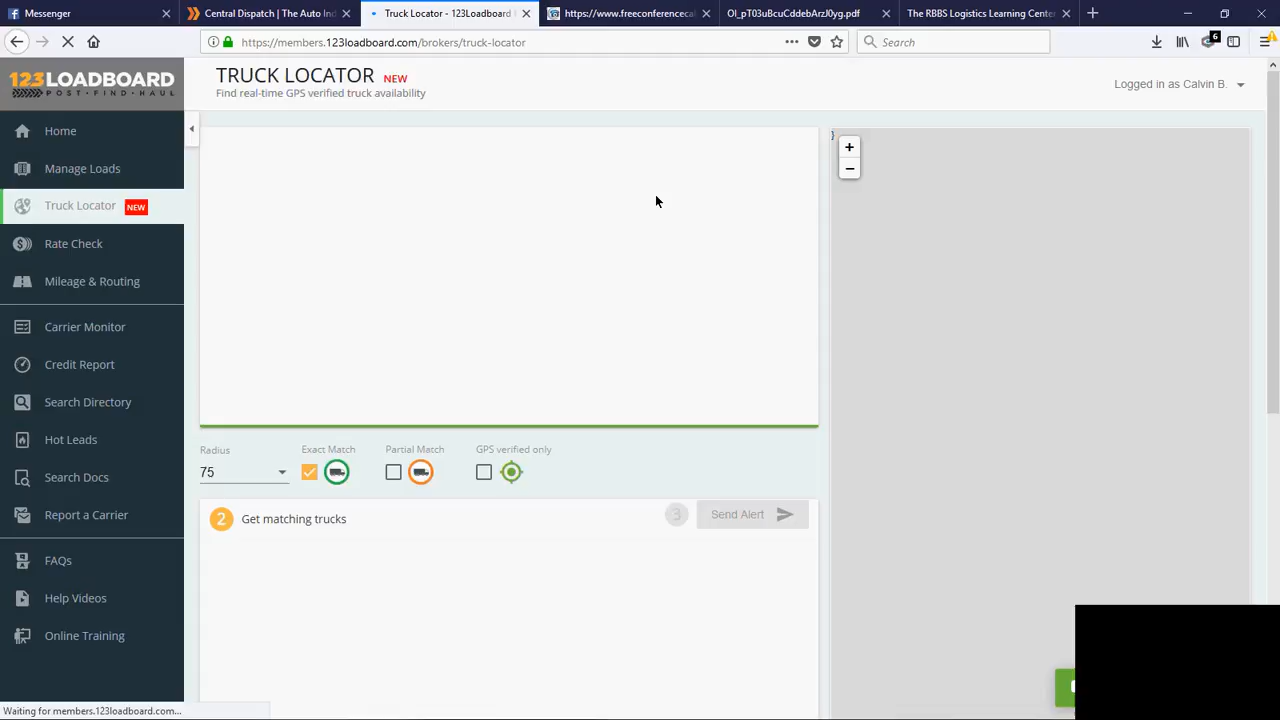 Messenger
Central Dispatch | The Auto Ind
Truck Locator - 123Loadboard
https://www.freeconferencecal
OI_pT03uBcuCddebArzJ0yg.pdf
The RBBS Logistics Learning Cente
https://members.123loadboard.com/brokers/truck-locator
Search
6
123LOADBOARD
POST·FIND·HAUL
TRUCK LOCATOR NEW
Find real-time GPS verified truck availability
Logged in as Calvin B.
Home
Manage Loads
Truck Locator NEW
Rate Check
Mileage & Routing
Carrier Monitor
Credit Report
Search Directory
Hot Leads
Search Docs
Report a Carrier
FAQs
Help Videos
Online Training
}
+
−
Radius
75
Exact Match
Partial Match
GPS verified only
2 Get matching trucks
3 Send Alert
Waiting for members.123loadboard.com...